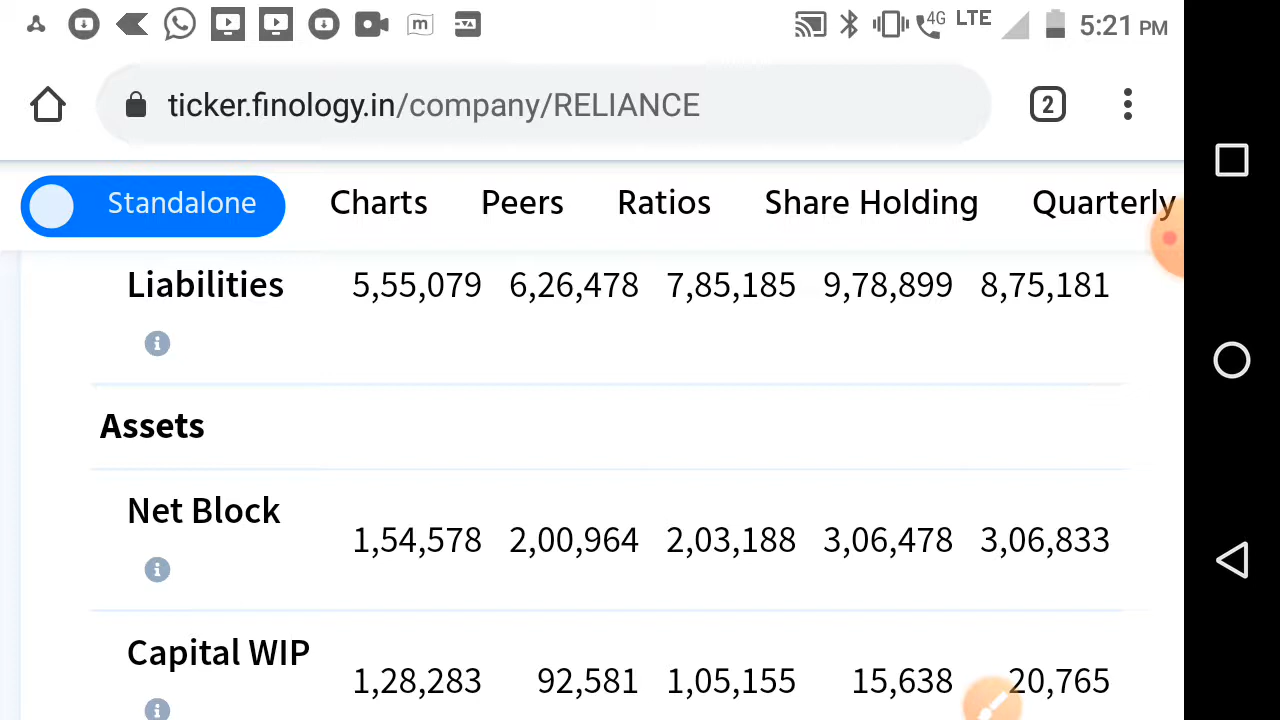 4G LTE 5:21 PM
ticker.finology.in/company/RELIANCE 2
Standalone Charts Peers Ratios Share Holding Quarterly
Liabilities 5,55,079 6,26,478 7,85,185 9,78,899 8,75,181
Assets
Net Block 1,54,578 2,00,964 2,03,188 3,06,478 3,06,833
Capital WIP 1,28,283 92,581 1,05,155 15,638 20,765